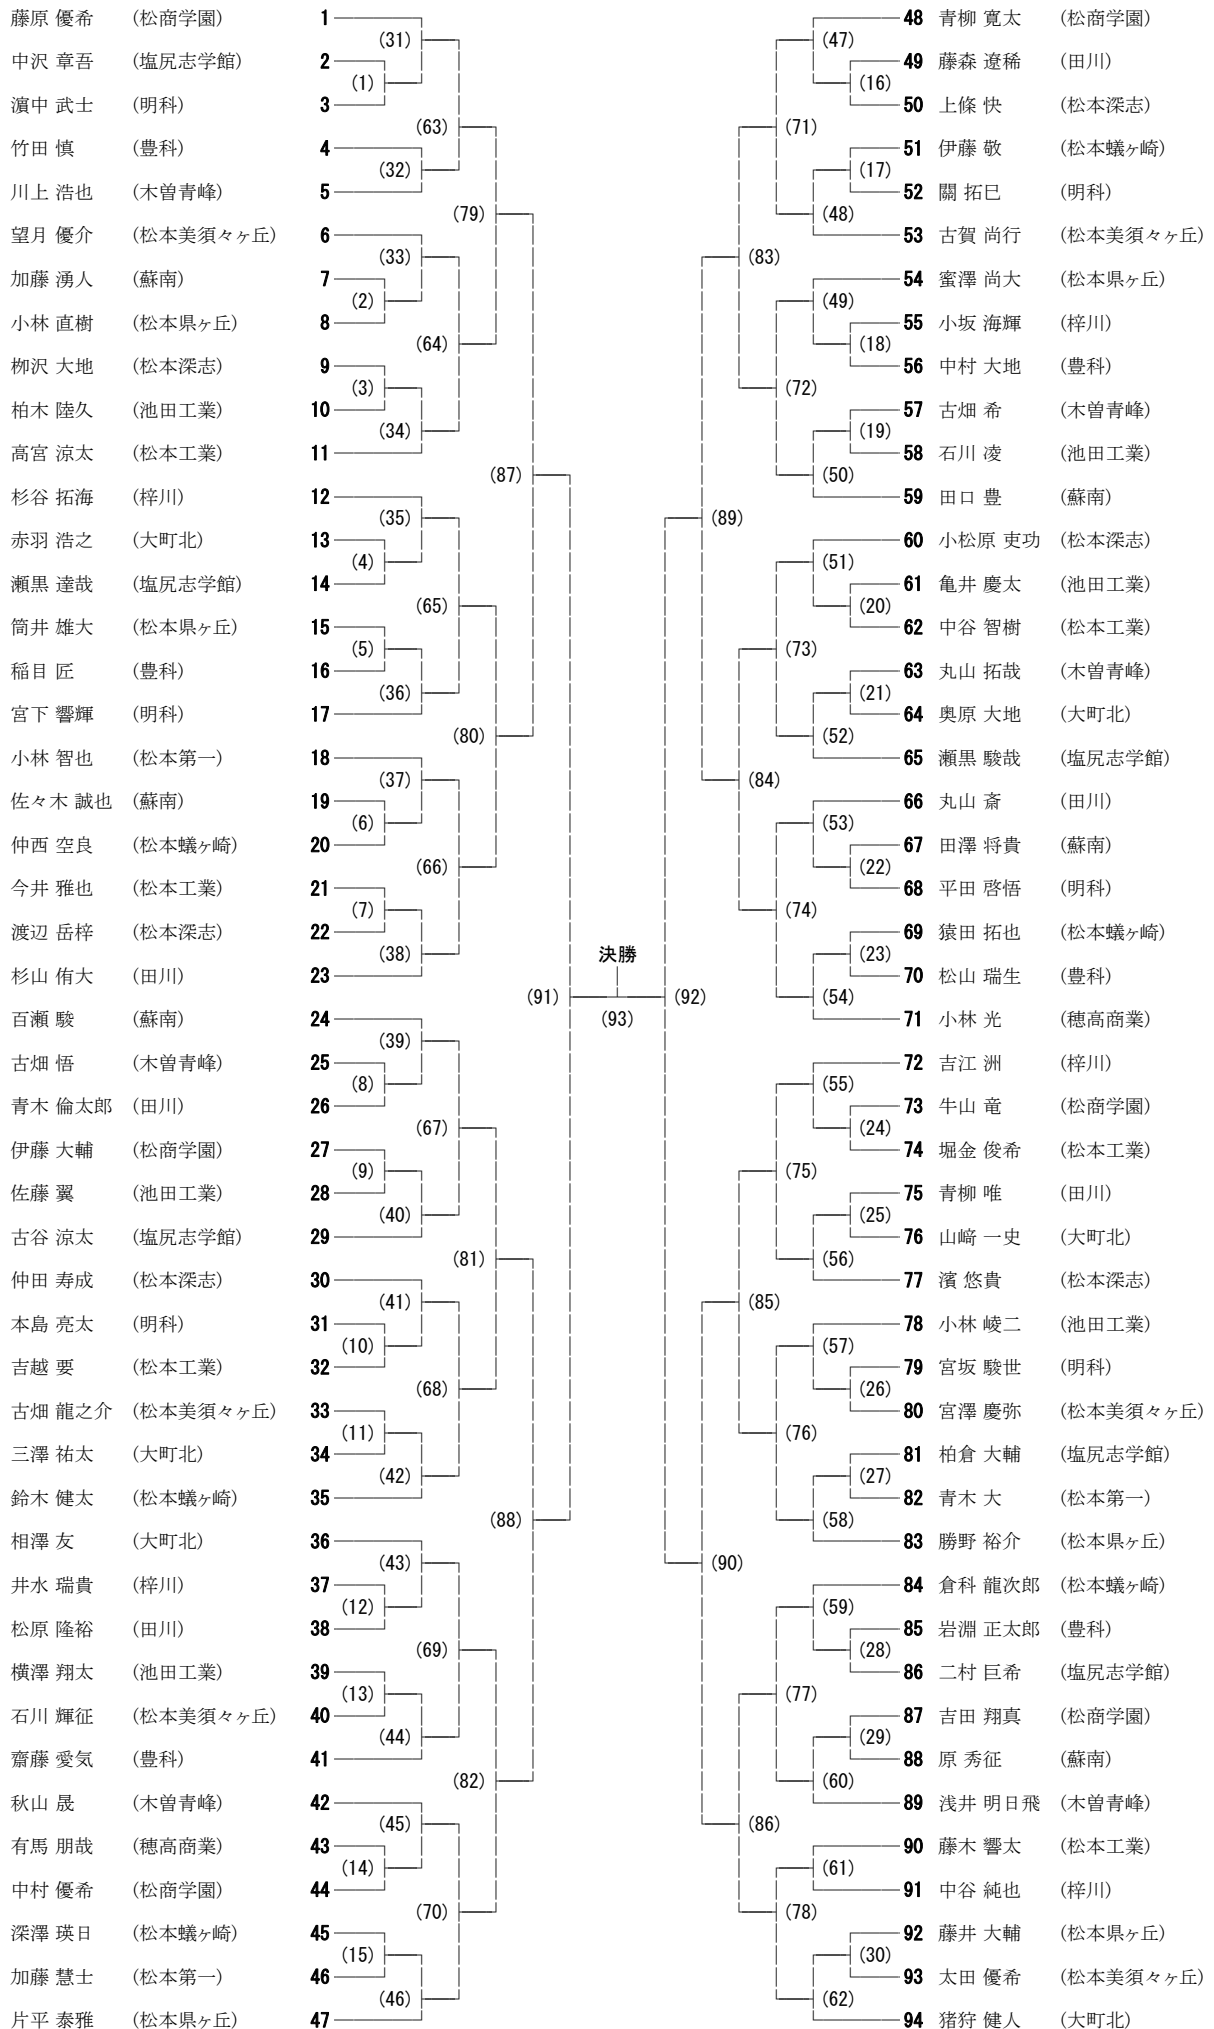 藤原 優希 (松商学園) 1
中沢 章吾 (塩尻志学館) 2
濵中 武士 (明科) 3
竹田 慎 (豊科) 4
川上 浩也 (木曽青峰) 5
望月 優介 (松本美須々ヶ丘) 6
加藤 湧人 (蘇南) 7
小林 直樹 (松本県ヶ丘) 8
栁沢 大地 (松本深志) 9
柏木 陸久 (池田工業) 10
高宮 涼太 (松本工業) 11
杉谷 拓海 (梓川) 12
赤羽 浩之 (大町北) 13
瀬黒 達哉 (塩尻志学館) 14
筒井 雄大 (松本県ヶ丘) 15
稲目 匠 (豊科) 16
宮下 響輝 (明科) 17
小林 智也 (松本第一) 18
佐々木 誠也 (蘇南) 19
仲西 空良 (松本蟻ヶ崎) 20
今井 雅也 (松本工業) 21
渡辺 岳梓 (松本深志) 22
杉山 侑大 (田川) 23
百瀬 駿 (蘇南) 24
古畑 悟 (木曽青峰) 25
青木 倫太郎 (田川) 26
伊藤 大輔 (松商学園) 27
佐藤 翼 (池田工業) 28
古谷 涼太 (塩尻志学館) 29
仲田 寿成 (松本深志) 30
本島 亮太 (明科) 31
吉越 要 (松本工業) 32
古畑 龍之介 (松本美須々ヶ丘) 33
三澤 祐太 (大町北) 34
鈴木 健太 (松本蟻ヶ崎) 35
相澤 友 (大町北) 36
井水 瑞貴 (梓川) 37
松原 隆裕 (田川) 38
横澤 翔太 (池田工業) 39
石川 輝征 (松本美須々ヶ丘) 40
齋藤 愛気 (豊科) 41
秋山 晟 (木曽青峰) 42
有馬 朋哉 (穂高商業) 43
中村 優希 (松商学園) 44
深澤 瑛日 (松本蟻ヶ崎) 45
加藤 慧士 (松本第一) 46
片平 泰雅 (松本県ヶ丘) 47
(31)
(1)
(63)
(32)
(79)
(33)
(2)
(64)
(3)
(34)
(87)
(35)
(4)
(65)
(5)
(36)
(80)
(37)
(6)
(66)
(7)
(38)
(91)
(39)
(8)
(67)
(9)
(40)
(81)
(41)
(10)
(68)
(11)
(42)
(88)
(43)
(12)
(69)
(13)
(44)
(82)
(45)
(14)
(70)
(15)
(46)
決勝
(93)
48 青柳 寛太 (松商学園)
49 藤森 遼稀 (田川)
50 上條 快 (松本深志)
51 伊藤 敬 (松本蟻ヶ崎)
52 關 拓巳 (明科)
53 古賀 尚行 (松本美須々ヶ丘)
54 蜜澤 尚大 (松本県ヶ丘)
55 小坂 海輝 (梓川)
56 中村 大地 (豊科)
57 古畑 希 (木曽青峰)
58 石川 凌 (池田工業)
59 田口 豊 (蘇南)
60 小松原 吏功 (松本深志)
61 亀井 慶太 (池田工業)
62 中谷 智樹 (松本工業)
63 丸山 拓哉 (木曽青峰)
64 奥原 大地 (大町北)
65 瀬黒 駿哉 (塩尻志学館)
66 丸山 斎 (田川)
67 田澤 将貴 (蘇南)
68 平田 啓悟 (明科)
69 猿田 拓也 (松本蟻ヶ崎)
70 松山 瑞生 (豊科)
71 小林 光 (穂高商業)
72 吉江 洲 (梓川)
73 牛山 竜 (松商学園)
74 堀金 俊希 (松本工業)
75 青柳 唯 (田川)
76 山﨑 一史 (大町北)
77 濱 悠貴 (松本深志)
78 小林 崚二 (池田工業)
79 宮坂 駿世 (明科)
80 宮澤 慶弥 (松本美須々ヶ丘)
81 柏倉 大輔 (塩尻志学館)
82 青木 大 (松本第一)
83 勝野 裕介 (松本県ヶ丘)
84 倉科 龍次郎 (松本蟻ヶ崎)
85 岩淵 正太郎 (豊科)
86 二村 巨希 (塩尻志学館)
87 吉田 翔真 (松商学園)
88 原 秀征 (蘇南)
89 浅井 明日飛 (木曽青峰)
90 藤木 響太 (松本工業)
91 中谷 純也 (梓川)
92 藤井 大輔 (松本県ヶ丘)
93 太田 優希 (松本美須々ヶ丘)
94 猪狩 健人 (大町北)
(47)
(16)
(71)
(17)
(48)
(83)
(49)
(18)
(72)
(19)
(50)
(89)
(51)
(20)
(73)
(21)
(52)
(84)
(53)
(22)
(74)
(23)
(54)
(92)
(55)
(24)
(75)
(25)
(56)
(85)
(57)
(26)
(76)
(27)
(58)
(90)
(59)
(28)
(77)
(29)
(60)
(86)
(61)
(78)
(30)
(62)